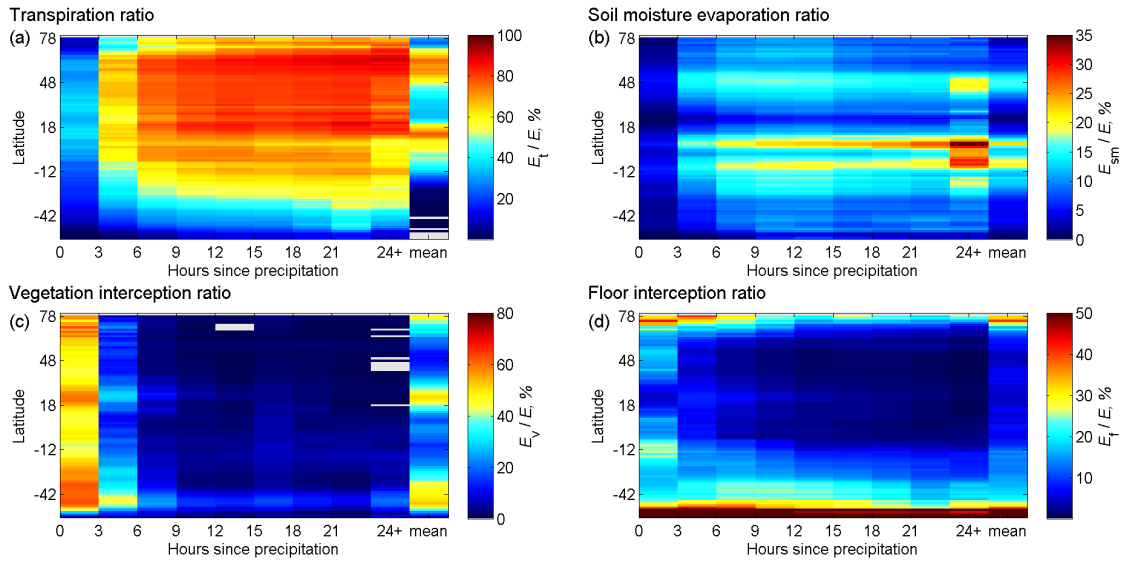 Transpiration ratio
(a)
78
48
18
-12
-42
Latitude
0 3 6 9 12 15 18 21 24+ mean
Hours since precipitation
100
80
60
40
20
Et / E, %
Soil moisture evaporation ratio
(b)
78
48
18
-12
-42
Latitude
0 3 6 9 12 15 18 21 24+ mean
Hours since precipitation
35
30
25
20
15
10
5
0
Esm / E, %
Vegetation interception ratio
(c)
78
48
18
-12
-42
Latitude
0 3 6 9 12 15 18 21 24+ mean
Hours since precipitation
80
60
40
20
0
Ev / E, %
Floor interception ratio
(d)
78
48
18
-12
-42
Latitude
0 3 6 9 12 15 18 21 24+ mean
Hours since precipitation
50
40
30
20
10
Ef / E, %